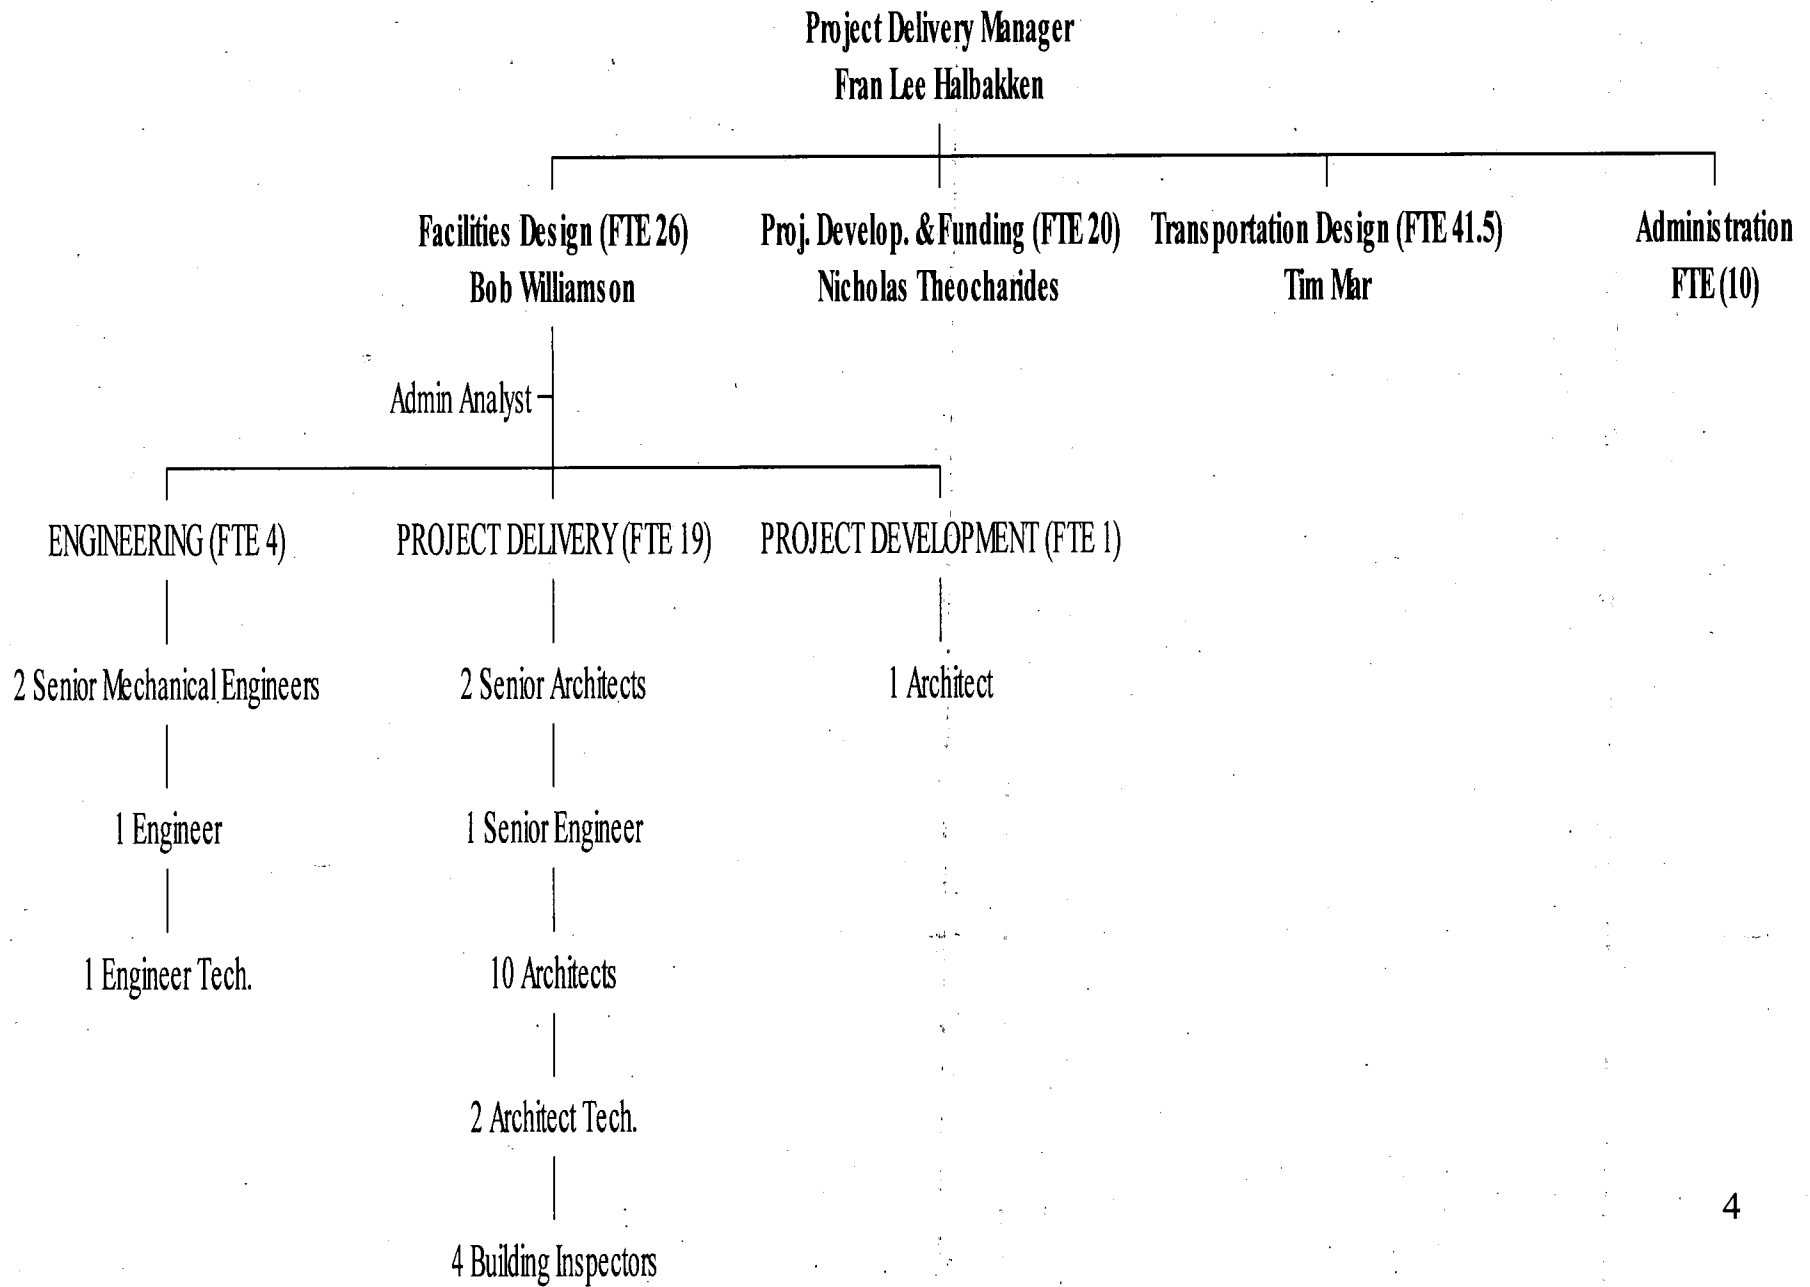 Project Delivery Manager
Fran Lee Halbakken
Facilities Design (FTE 26)
Bob Williamson
Proj. Develop. & Funding (FTE 20)
Nicholas Theocharides
Transportation Design (FTE 41.5)
Tim Mar
Administration
FTE (10)
Admin Analyst
ENGINEERING (FTE 4)
2 Senior Mechanical Engineers
1 Engineer
1 Engineer Tech.
PROJECT DELIVERY (FTE 19)
2 Senior Architects
1 Senior Engineer
10 Architects
2 Architect Tech.
4 Building Inspectors
PROJECT DEVELOPMENT (FTE 1)
1 Architect
4